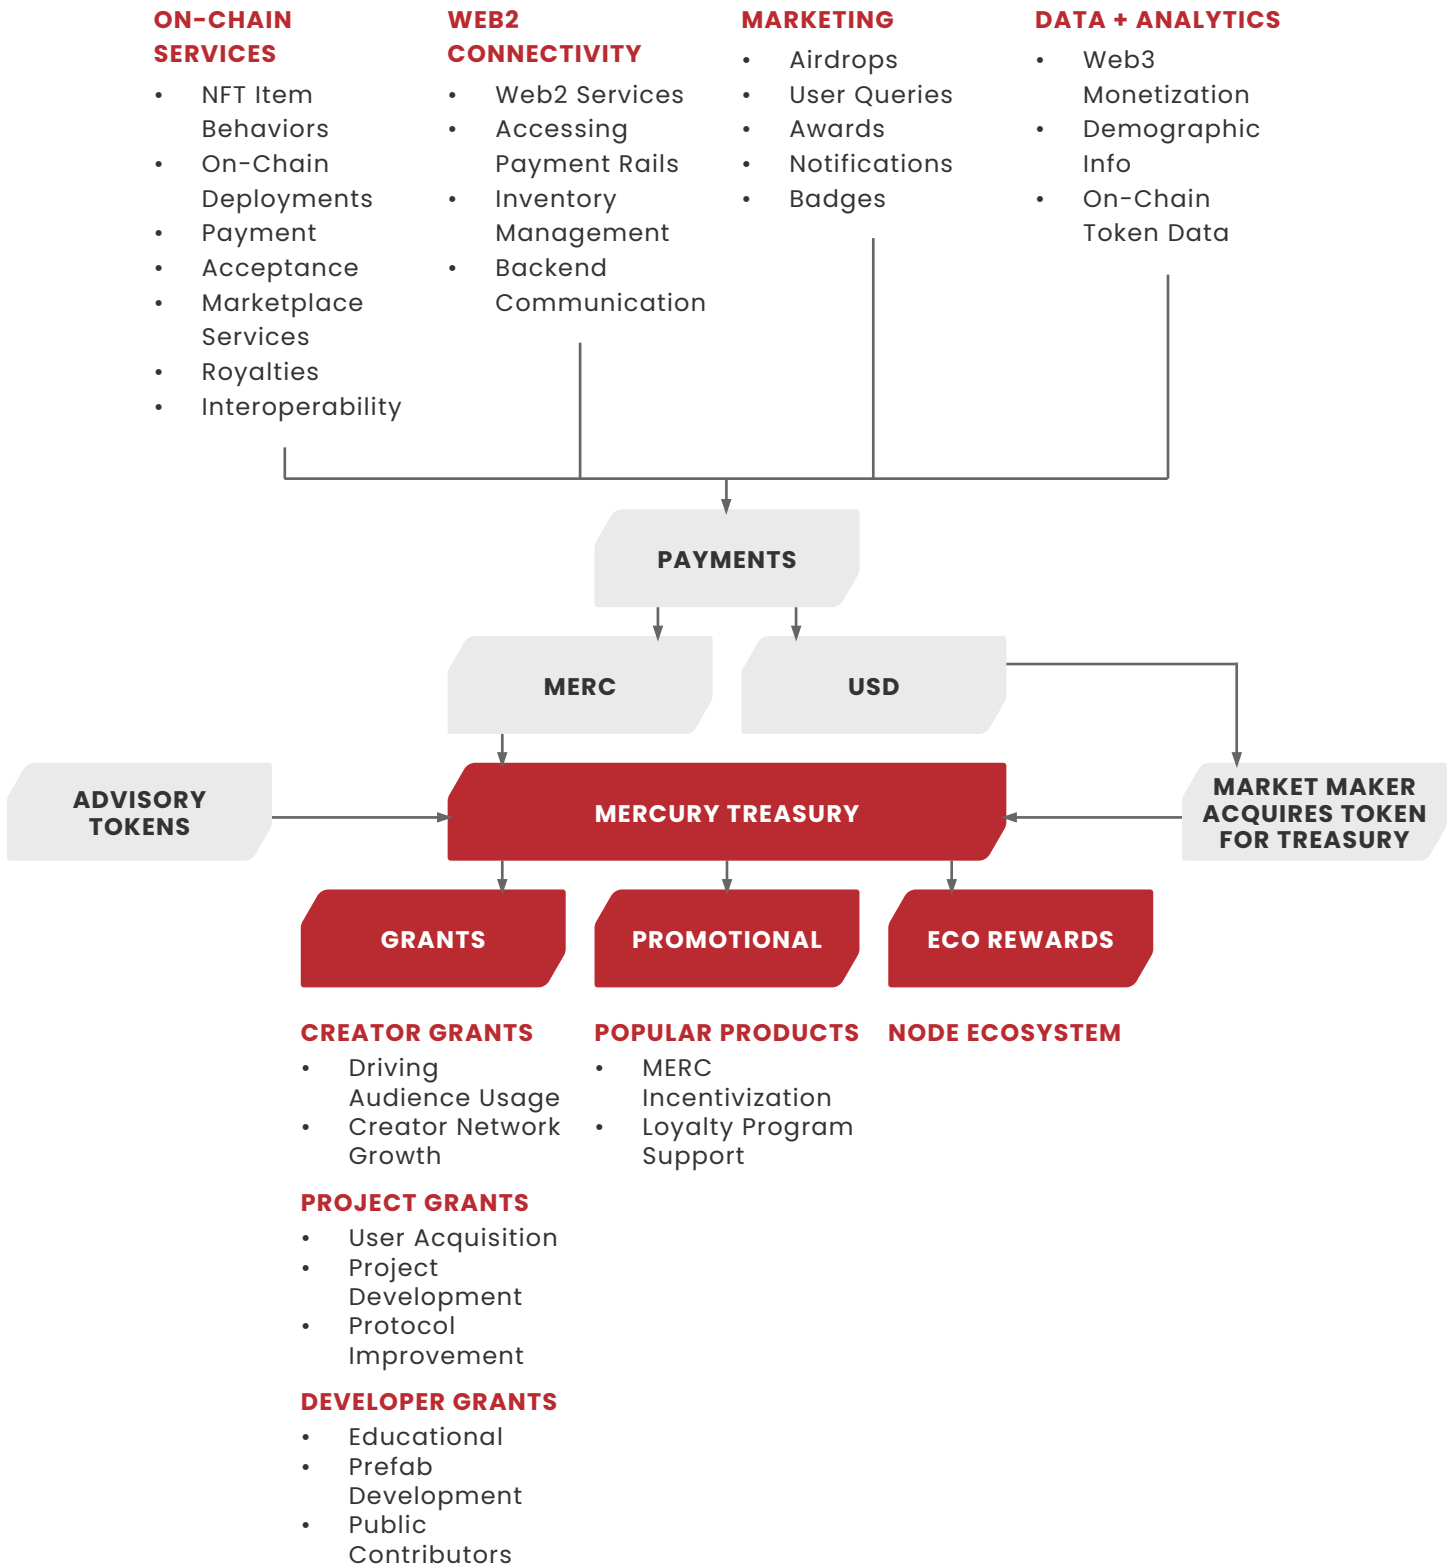 ON-CHAIN
SERVICES
• NFT Item
Behaviors
• On-Chain
Deployments
• Payment
• Acceptance
• Marketplace
Services
• Royalties
• Interoperability
WEB2
CONNECTIVITY
• Web2 Services
• Accessing
Payment Rails
• Inventory
Management
• Backend
Communication
MARKETING
• Airdrops
• User Queries
• Awards
• Notifications
• Badges
DATA + ANALYTICS
• Web3
Monetization
• Demographic
Info
• On-Chain
Token Data
PAYMENTS
MERC
USD
ADVISORY
TOKENS
MERCURY TREASURY
MARKET MAKER
ACQUIRES TOKEN
FOR TREASURY
GRANTS
PROMOTIONAL
ECO REWARDS
CREATOR GRANTS
• Driving
Audience Usage
• Creator Network
Growth
PROJECT GRANTS
• User Acquisition
• Project
Development
• Protocol
Improvement
DEVELOPER GRANTS
• Educational
• Prefab
Development
• Public
Contributors
POPULAR PRODUCTS
• MERC
Incentivization
• Loyalty Program
Support
NODE ECOSYSTEM